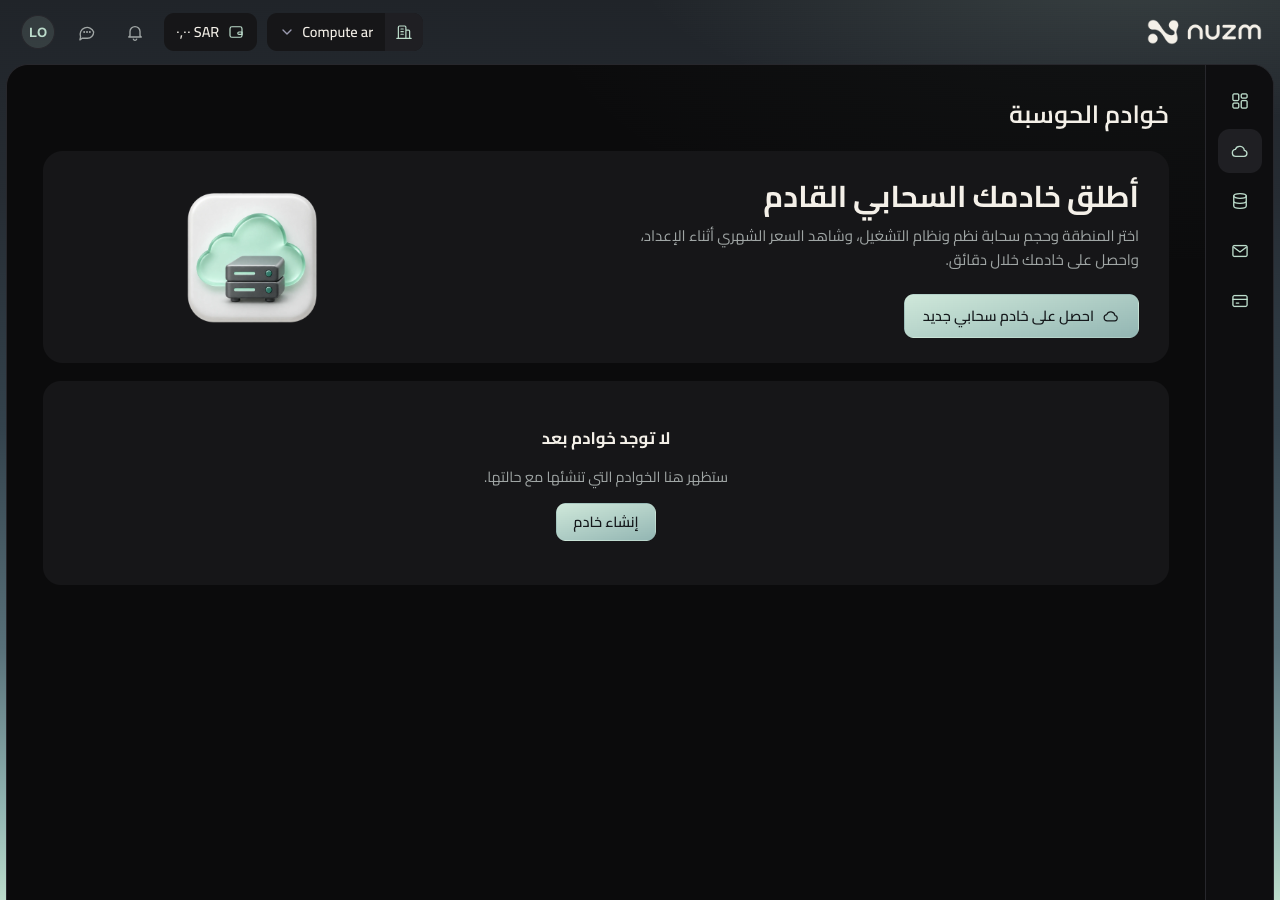 nuzm
Compute ar
٠٫٠٠ SAR
LO
خوادم الحوسبة
أطلق خادمك السحابي القادم
اختر المنطقة وحجم سحابة نظم ونظام التشغيل، وشاهد السعر الشهري أثناء الإعداد،
واحصل على خادمك خلال دقائق.
احصل على خادم سحابي جديد
لا توجد خوادم بعد
ستظهر هنا الخوادم التي تنشئها مع حالتها.
إنشاء خادم